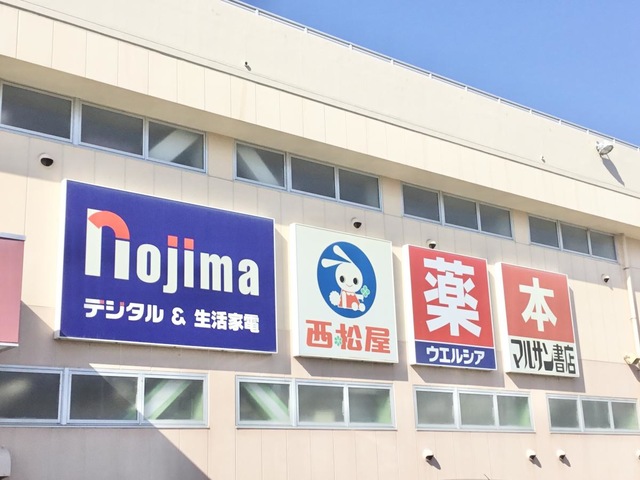 nojima
デジタル & 生活家電
西松屋
薬
ウエルシア
本
マルサン書店